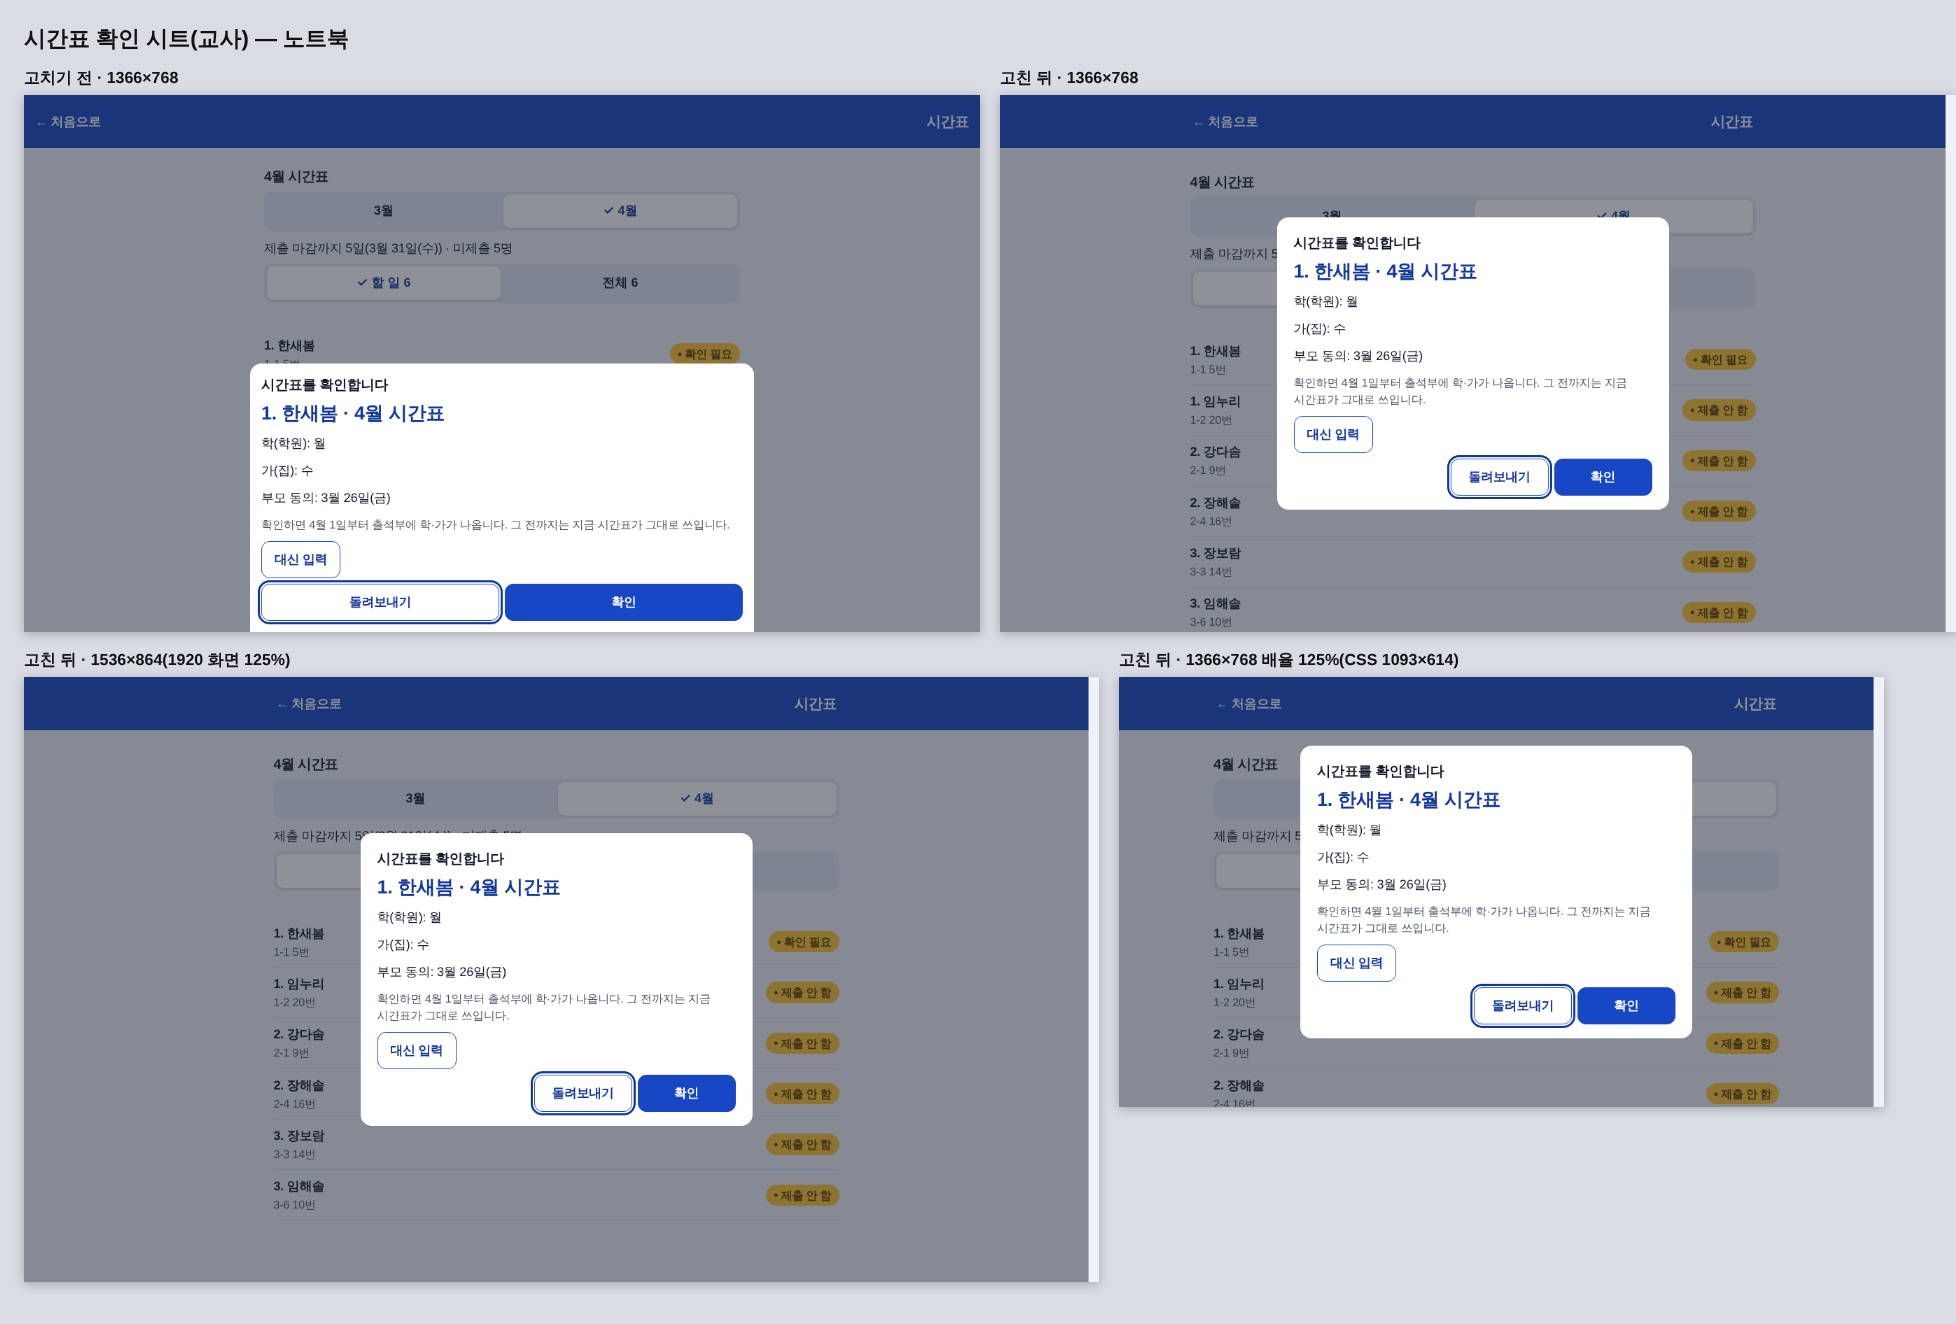 시간표 확인 시트(교사) — 노트북
고치기 전 · 1366×768
← 처음으로
시간표
4월 시간표
3월
✓ 4월
제출 마감까지 5일(3월 31일(수)) · 미제출 5명
✓ 할 일 6
전체 6
1. 한새봄
• 확인 필요
시간표를 확인합니다
1. 한새봄 · 4월 시간표
학(학원): 월
가(집): 수
부모 동의: 3월 26일(금)
확인하면 4월 1일부터 출석부에 학·가가 나옵니다. 그 전까지는 지금 시간표가 그대로 쓰입니다.
대신 입력
돌려보내기
확인
고친 뒤 · 1366×768
← 처음으로
시간표
4월 시간표
3월
✓ 4월
제출 마감까지 5
시간표를 확인합니다
1. 한새봄 · 4월 시간표
학(학원): 월
가(집): 수
부모 동의: 3월 26일(금)
확인하면 4월 1일부터 출석부에 학·가가 나옵니다. 그 전까지는 지금
시간표가 그대로 쓰입니다.
대신 입력
돌려보내기
확인
1. 한새봄
1-1 5번
• 확인 필요
1. 임누리
1-2 20번
• 제출 안 함
2. 강다솜
2-1 9번
• 제출 안 함
2. 장해솔
2-4 16번
• 제출 안 함
3. 장보람
3-3 14번
• 제출 안 함
3. 임해솔
3-6 10번
• 제출 안 함
고친 뒤 · 1536×864(1920 화면 125%)
← 처음으로
시간표
4월 시간표
3월
✓ 4월
제출 마감까지
시간표를 확인합니다
1. 한새봄 · 4월 시간표
학(학원): 월
가(집): 수
부모 동의: 3월 26일(금)
확인하면 4월 1일부터 출석부에 학·가가 나옵니다. 그 전까지는 지금
시간표가 그대로 쓰입니다.
대신 입력
돌려보내기
확인
1. 한새봄
1-1 5번
• 확인 필요
1. 임누리
1-2 20번
• 제출 안 함
2. 강다솜
2-1 9번
• 제출 안 함
2. 장해솔
2-4 16번
• 제출 안 함
3. 장보람
3-3 14번
• 제출 안 함
3. 임해솔
3-6 10번
• 제출 안 함
고친 뒤 · 1366×768 배율 125%(CSS 1093×614)
← 처음으로
시간표
4월 시간표
제출 마감까지 5
시간표를 확인합니다
1. 한새봄 · 4월 시간표
학(학원): 월
가(집): 수
부모 동의: 3월 26일(금)
확인하면 4월 1일부터 출석부에 학·가가 나옵니다. 그 전까지는 지금
시간표가 그대로 쓰입니다.
대신 입력
돌려보내기
확인
1. 한새봄
1-1 5번
• 확인 필요
1. 임누리
1-2 20번
• 제출 안 함
2. 강다솜
2-1 9번
• 제출 안 함
2. 장해솔
2-4 16번
• 제출 안 함